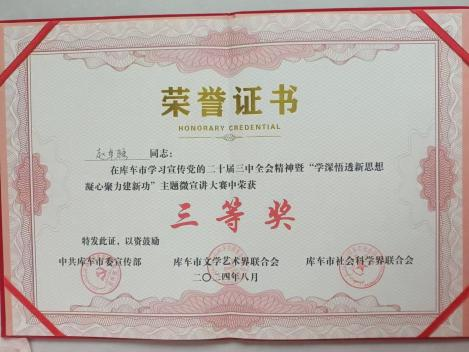 荣誉证书
HONORARY CREDENTIAL
同志：
在库车市学习宣传党的二十届三中全会精神暨“学深悟透新思想
凝心聚力建新功”主题微宣讲大赛中荣获
三等奖
特发此证，以资鼓励
中共库车市委宣传部 库车市文学艺术界联合会 库车市社会科学界联合会
二〇二四年八月